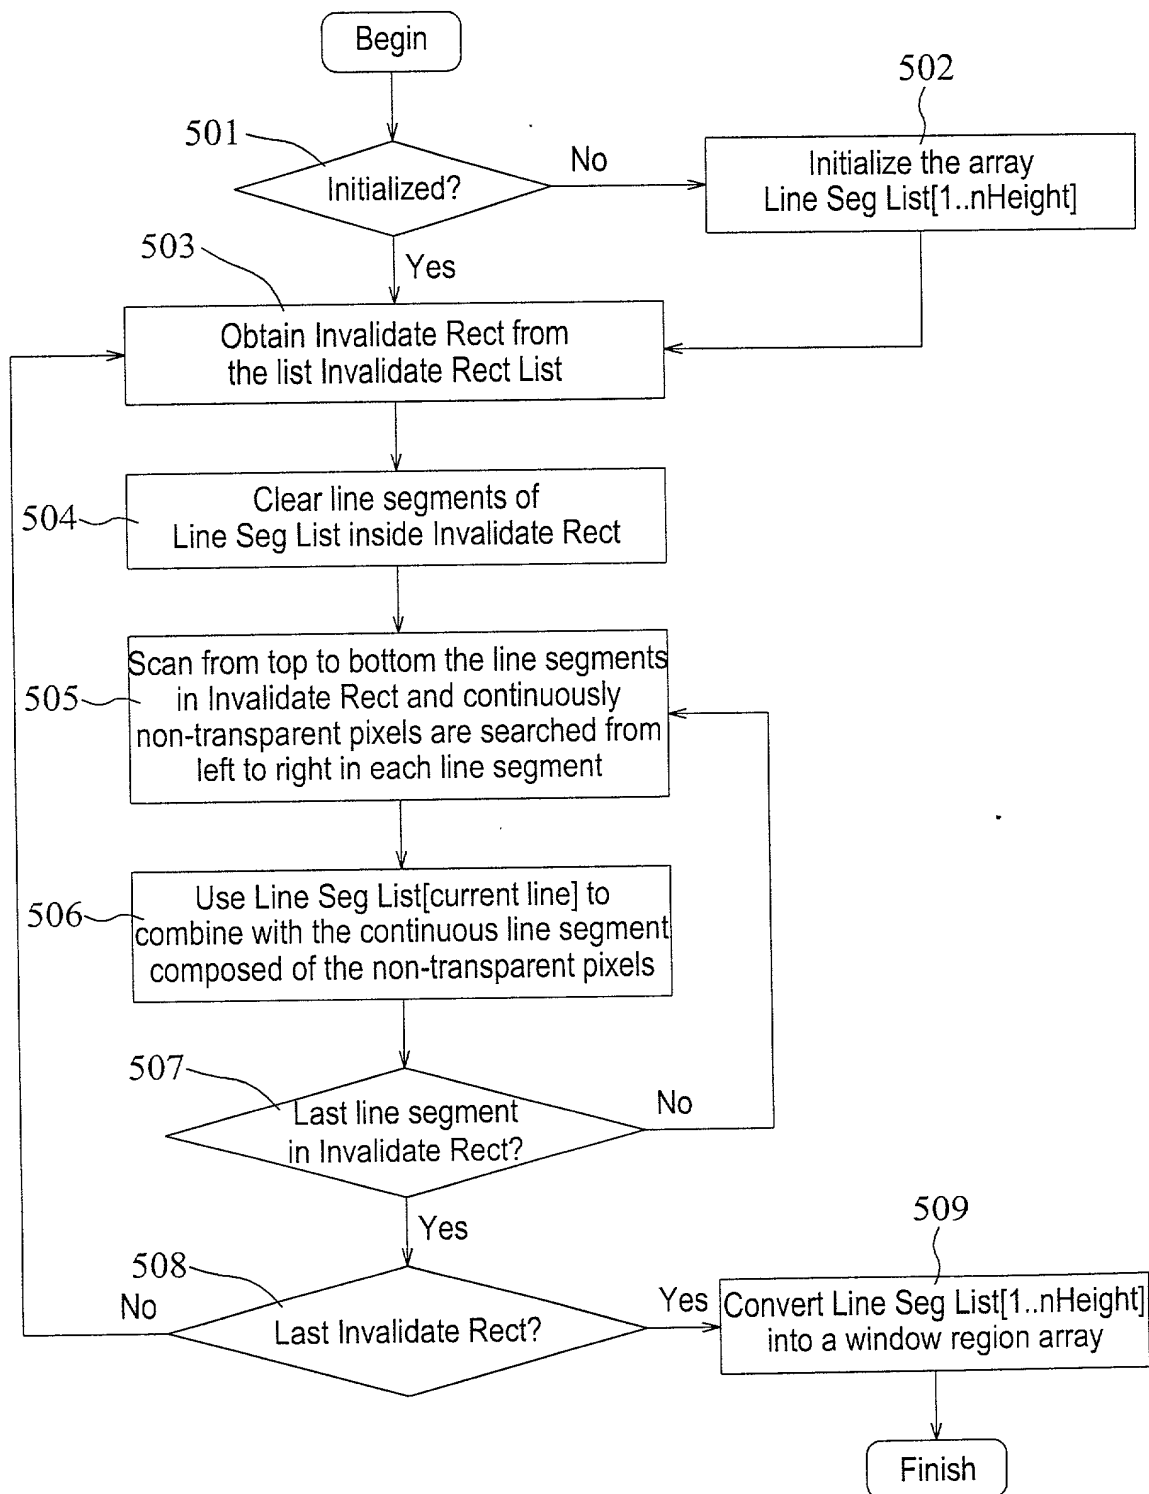 Begin
502
501
No
Initialize the array
Line Seg List[1..nHeight]
Initialized?
503
Yes
Obtain Invalidate Rect from
the list Invalidate Rect List
504
Clear line segments of
Line Seg List inside Invalidate Rect
505
Scan from top to bottom the line segments
in Invalidate Rect and continuously
non-transparent pixels are searched from
left to right in each line segment
506
Use Line Seg List[current line] to
combine with the continuous line segment
composed of the non-transparent pixels
507
Last line segment
in Invalidate Rect?
No
Yes
509
508
No
Last Invalidate Rect?
Yes
Convert Line Seg List[1..nHeight]
into a window region array
Finish